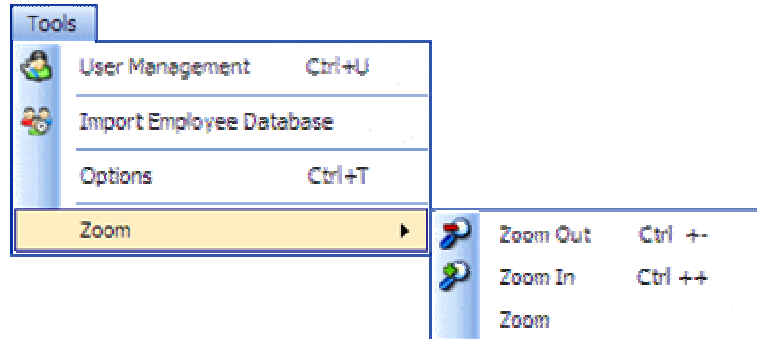 Tools
User Management Ctrl+U
Import Employee Database
Options Ctrl+T
Zoom
Zoom Out Ctrl +-
Zoom In Ctrl ++
Zoom